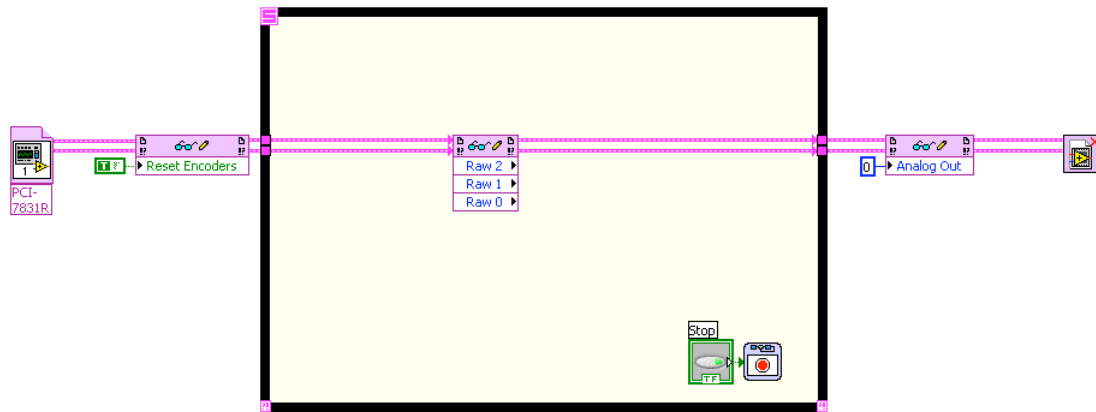 1
PCI-
7831R
T F
Reset Encoders
Raw 2
Raw 1
Raw 0
0
Analog Out
Stop
TF